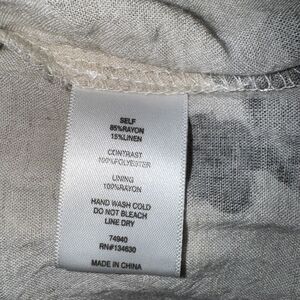 SELF
85%RAYON
15%LINEN
CONTRAST
100%POLYESTER
LINING
100%RAYON
HAND WASH COLD
DO NOT BLEACH
LINE DRY
74940
RN#134630
MADE IN CHINA